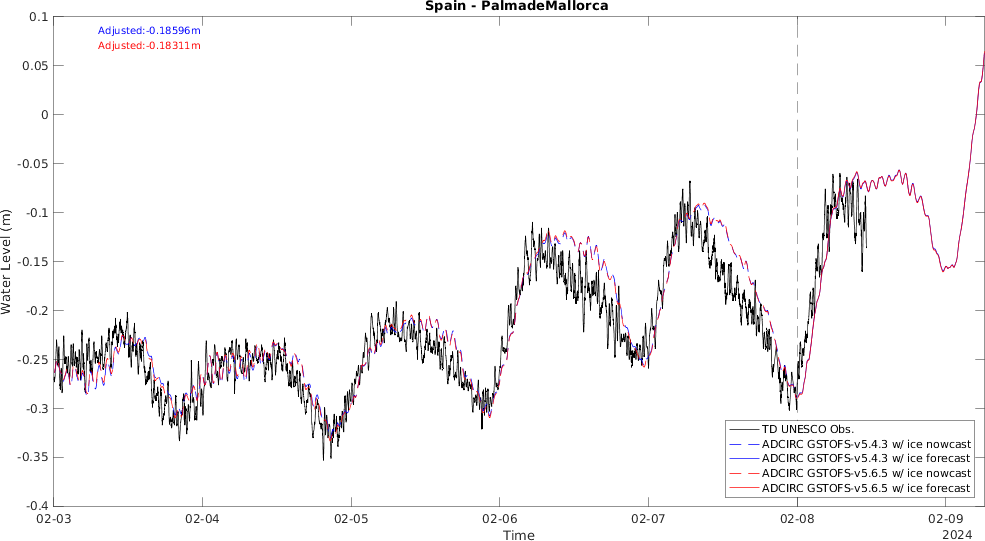 Spain - PalmadeMallorca
Adjusted:-0.18596m
Adjusted:-0.18311m
0.1
0.05
0
-0.05
-0.1
-0.15
-0.2
-0.25
-0.3
-0.35
-0.4
Water Level (m)
TD UNESCO Obs.
ADCIRC GSTOFS-v5.4.3 w/ ice nowcast
ADCIRC GSTOFS-v5.4.3 w/ ice forecast
ADCIRC GSTOFS-v5.6.5 w/ ice nowcast
ADCIRC GSTOFS-v5.6.5 w/ ice forecast
02-03 02-04 02-05 02-06 02-07 02-08 02-09
Time
2024